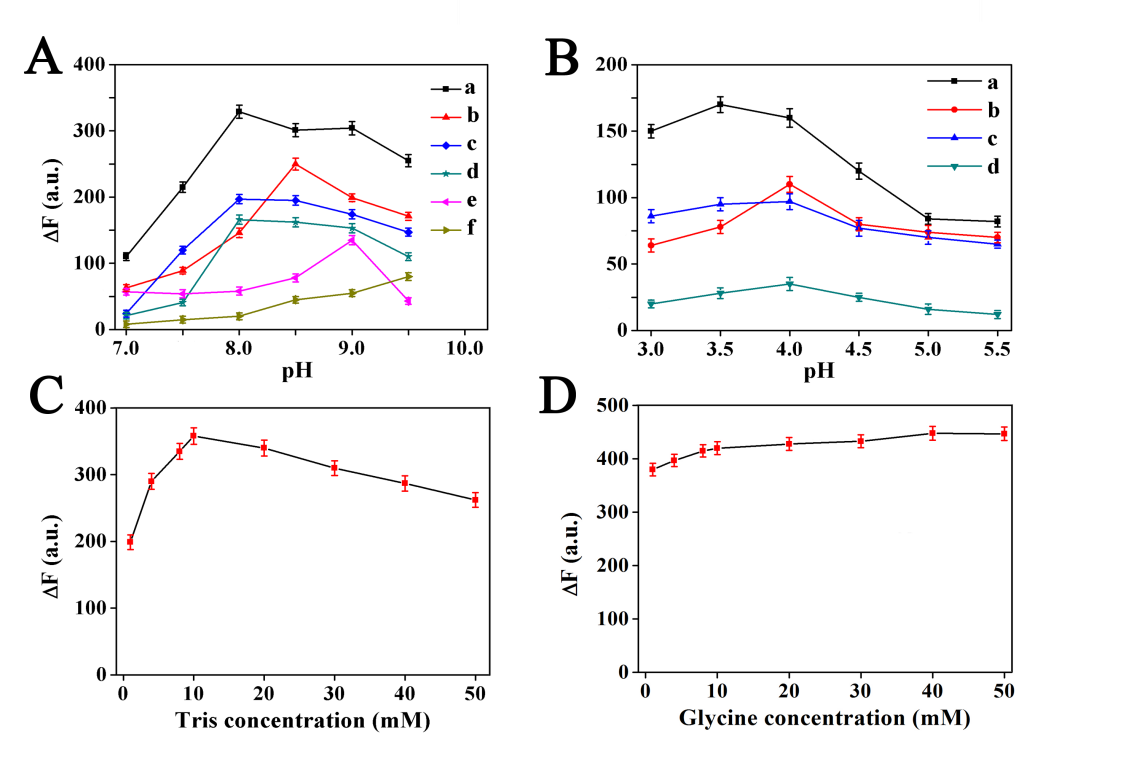 A
400
300
200
100
0
ΔF (a.u.)
7.0 8.0 9.0 10.0
pH
a
b
c
d
e
f
B
200
150
100
50
0
3.0 3.5 4.0 4.5 5.0 5.5
pH
a
b
c
d
C
400
300
200
100
0
ΔF (a.u.)
0 10 20 30 40 50
Tris concentration (mM)
D
500
400
300
200
100
0
ΔF (a.u.)
0 10 20 30 40 50
Glycine concentration (mM)